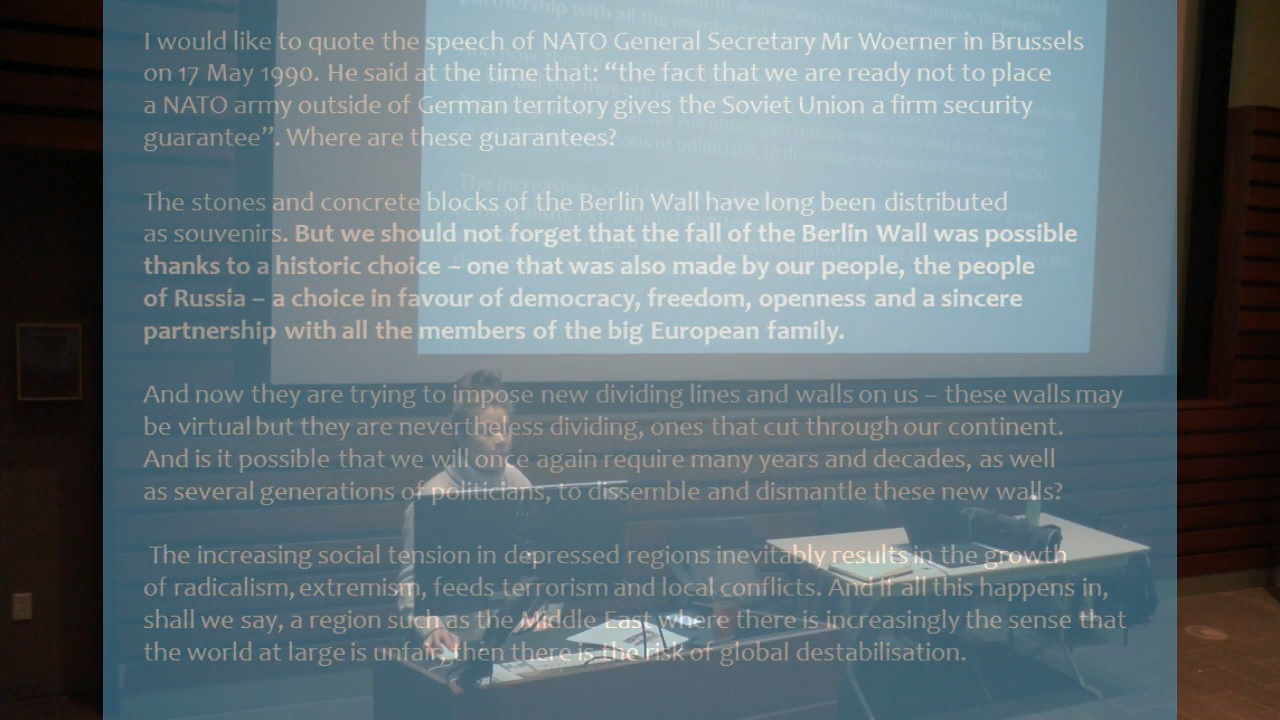 I would like to quote the speech of NATO General Secretary Mr Woerner in Brussels
on 17 May 1990. He said at the time that: “the fact that we are ready not to place
a NATO army outside of German territory gives the Soviet Union a firm security
guarantee”. Where are these guarantees?
The stones and concrete blocks of the Berlin Wall have long been distributed
as souvenirs. But we should not forget that the fall of the Berlin Wall was possible
thanks to a historic choice – one that was also made by our people, the people
of Russia – a choice in favour of democracy, freedom, openness and a sincere
partnership with all the members of the big European family.
And now they are trying to impose new dividing lines and walls on us – these walls may
be virtual but they are nevertheless dividing, ones that cut through our continent.
And is it possible that we will once again require many years and decades, as well
as several generations of politicians, to dissemble and dismantle these new walls?
The increasing social tension in depressed regions inevitably results in the growth
of radicalism, extremism, feeds terrorism and local conflicts. And if all this happens in,
shall we say, a region such as the Middle East where there is increasingly the sense that
the world at large is unfair, then there is the risk of global destabilisation.